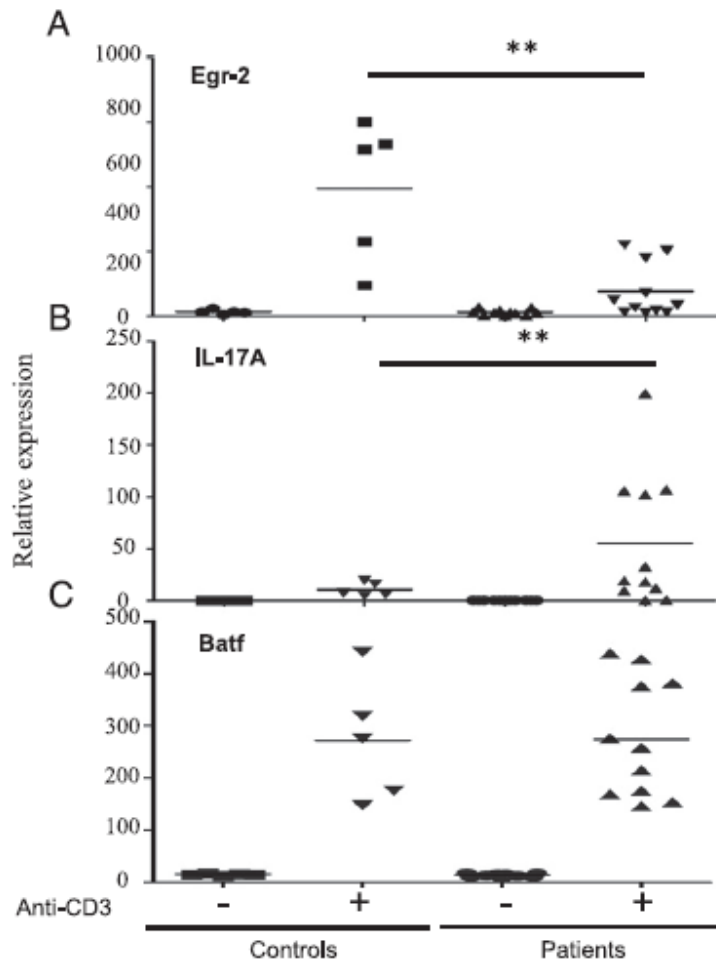 A
1000
Egr-2
**
800
600
400
200
0
B
250
IL-17A
**
200
150
100
50
0
C
500
Batf
400
300
200
100
0
Relative expression
Anti-CD3 - + - +
Controls Patients